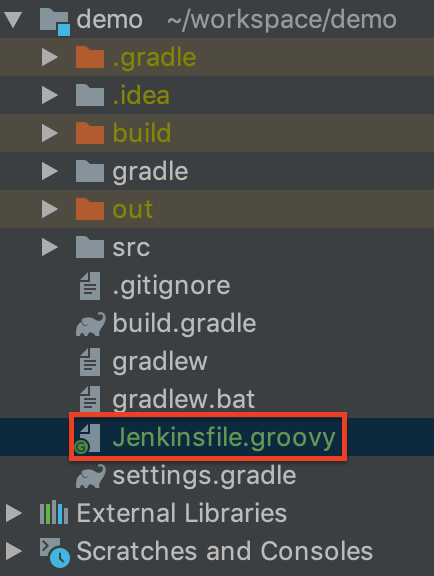 demo ~/workspace/demo
.gradle
.idea
build
gradle
out
src
.gitignore
build.gradle
gradlew
gradlew.bat
Jenkinsfile.groovy
settings.gradle
External Libraries
Scratches and Consoles